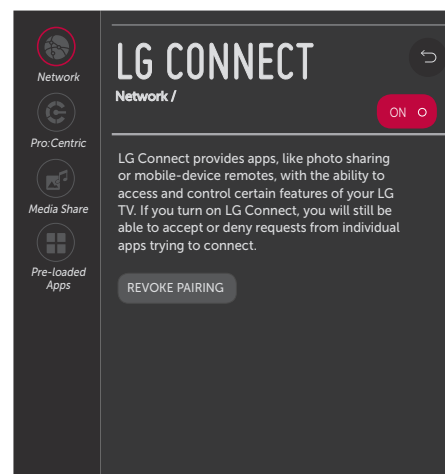 Network
Pro:Centric
Media Share
Pre-loaded
Apps
LG CONNECT
Network /
ON
LG Connect provides apps, like photo sharing
or mobile-device remotes, with the ability to
access and control certain features of your LG
TV. If you turn on LG Connect, you will still be
able to accept or deny requests from individual
apps trying to connect.
REVOKE PAIRING